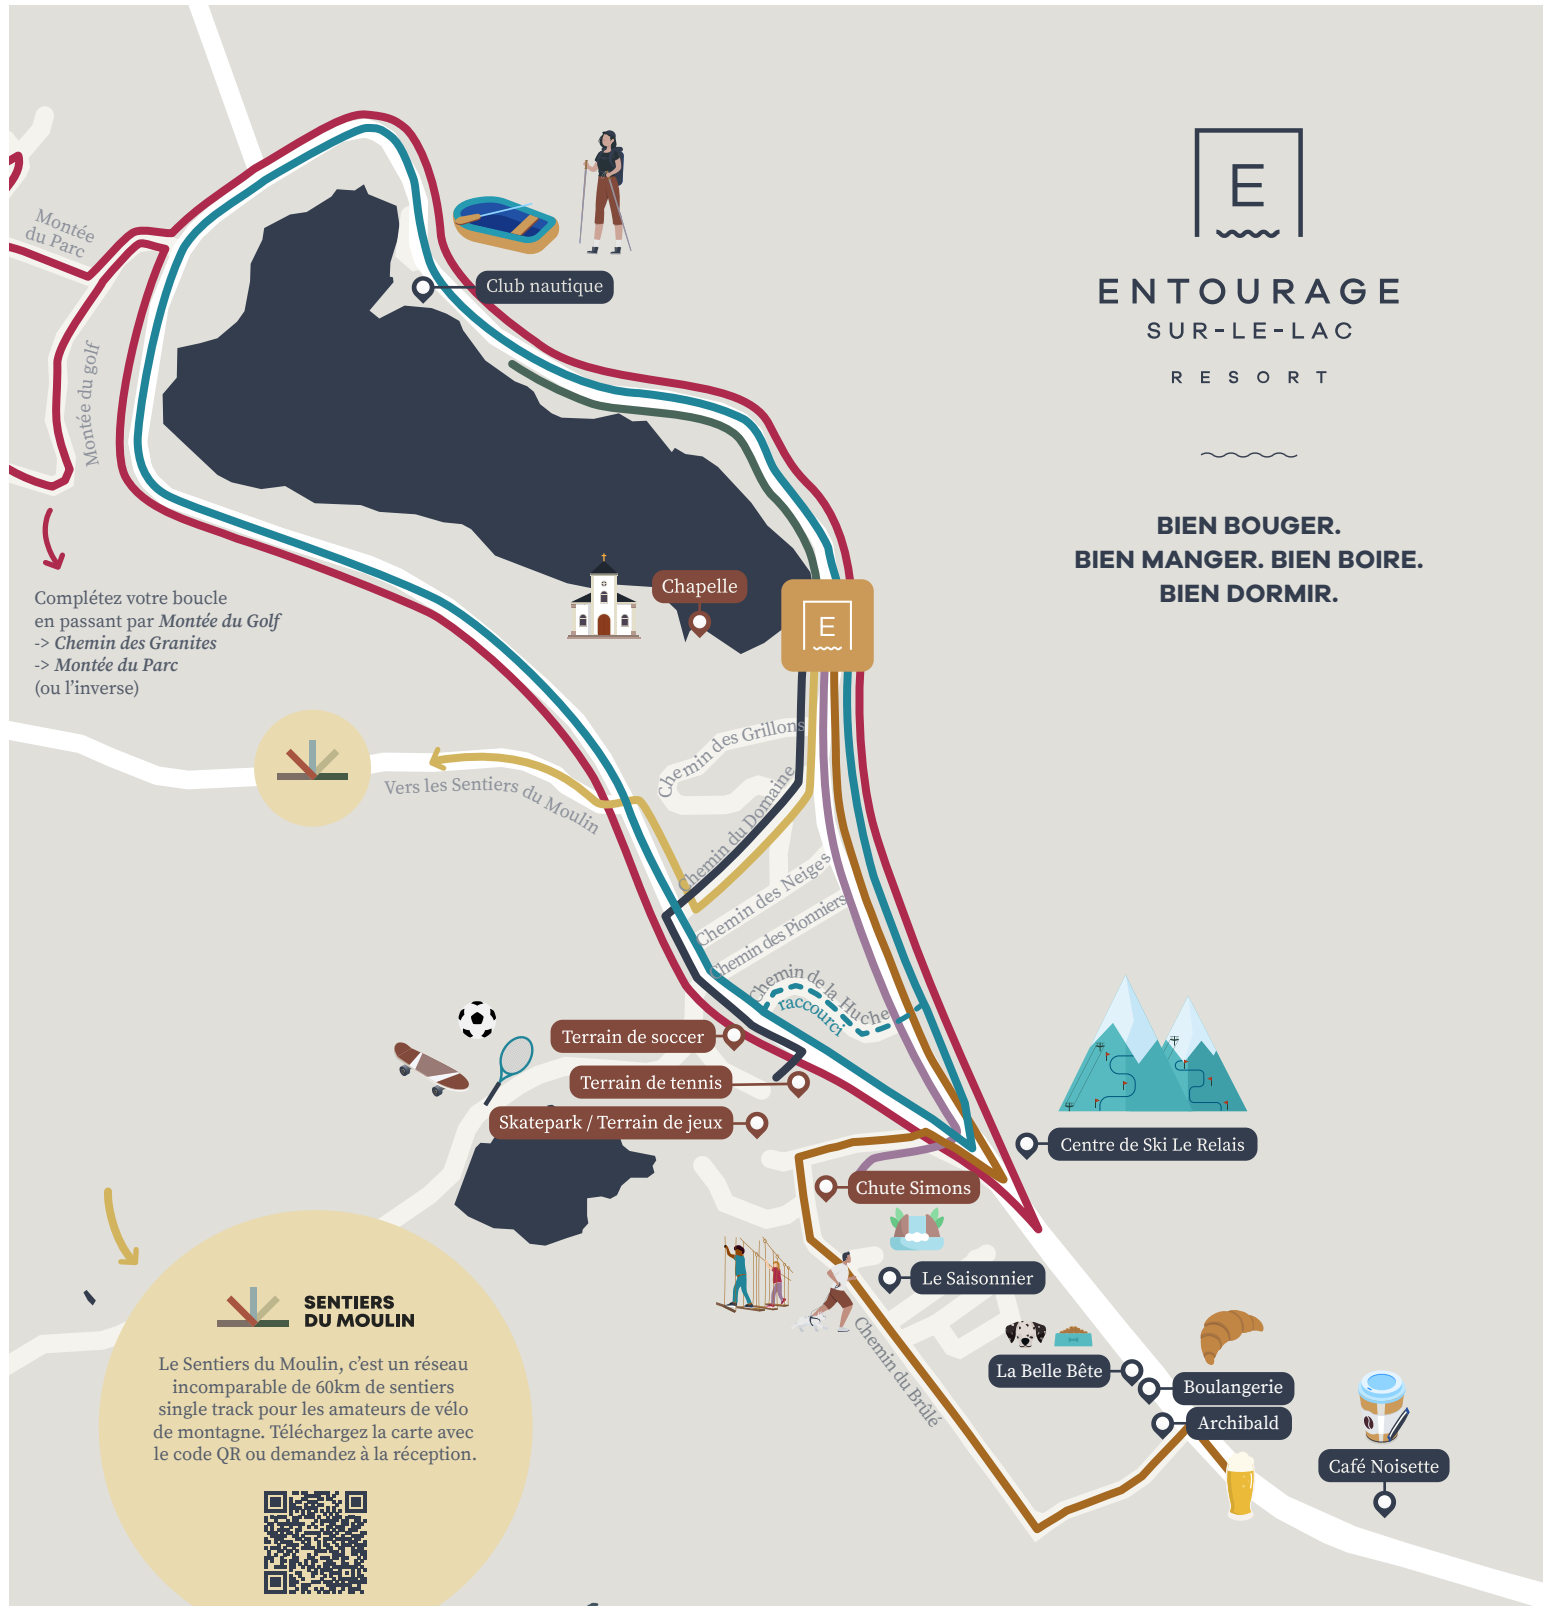 E
ENTOURAGE
SUR-LE-LAC
RESORT
BIEN BOUGER.
BIEN MANGER. BIEN BOIRE.
BIEN DORMIR.
Montée
du Parc
Club nautique
Montée du golf
Complétez votre boucle
en passant par Montée du Golf
-> Chemin des Granites
-> Montée du Parc
(ou l’inverse)
Chapelle
E
Chemin des Grillons
Vers les Sentiers du Moulin
Chemin du Domaine
Chemin des Neiges
Chemin des Pionniers
Chemin de la Huche
raccourci
Terrain de soccer
Terrain de tennis
Skatepark / Terrain de jeux
Centre de Ski Le Relais
Chute Simons
Le Saisonnier
Chemin du Brûlé
La Belle Bête
Boulangerie
Archibald
Café Noisette
SENTIERS
DU MOULIN
Le Sentiers du Moulin, c’est un réseau
incomparable de 60km de sentiers
single track pour les amateurs de vélo
de montagne. Téléchargez la carte avec
le code QR ou demandez à la réception.